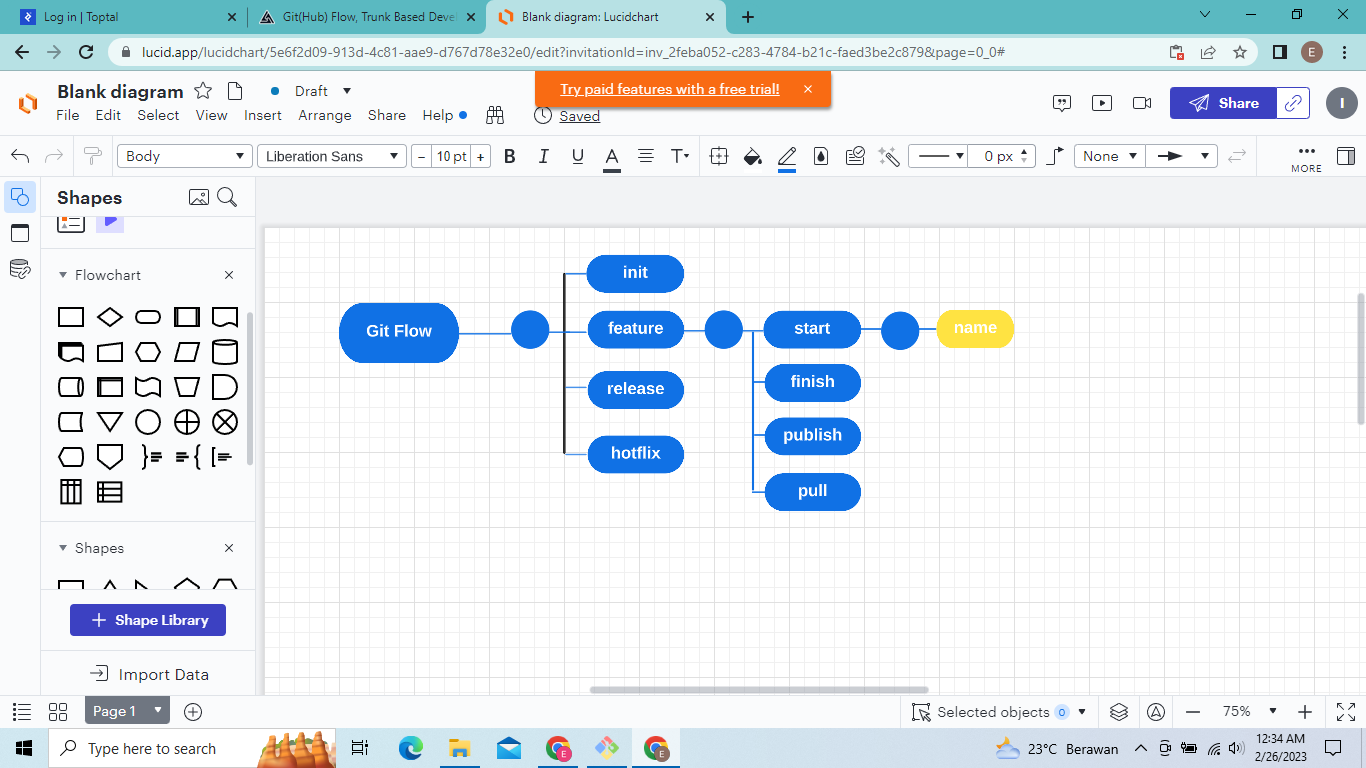 Log in | Toptal
Git(Hub) Flow, Trunk Based Devel
Blank diagram: Lucidchart
lucid.app/lucidchart/5e6f2d09-913d-4c81-aae9-d767d78e32e0/edit?invitationId=inv_2feba052-c283-4784-b21c-faed3be2c879&page=0_0#
E
Try paid features with a free trial!
Blank diagram
Draft
File Edit Select View Insert Arrange Share Help
Saved
Share
I
Body
Liberation Sans
10 pt
B I U A T
0 px
None
MORE
Shapes
Flowchart
Shapes
Shape Library
Import Data
init
Git Flow
feature
start
name
finish
release
publish
hotflix
pull
Page 1
Selected objects 0
75%
Type here to search
E
E
23°C Berawan
12:34 AM
2/26/2023